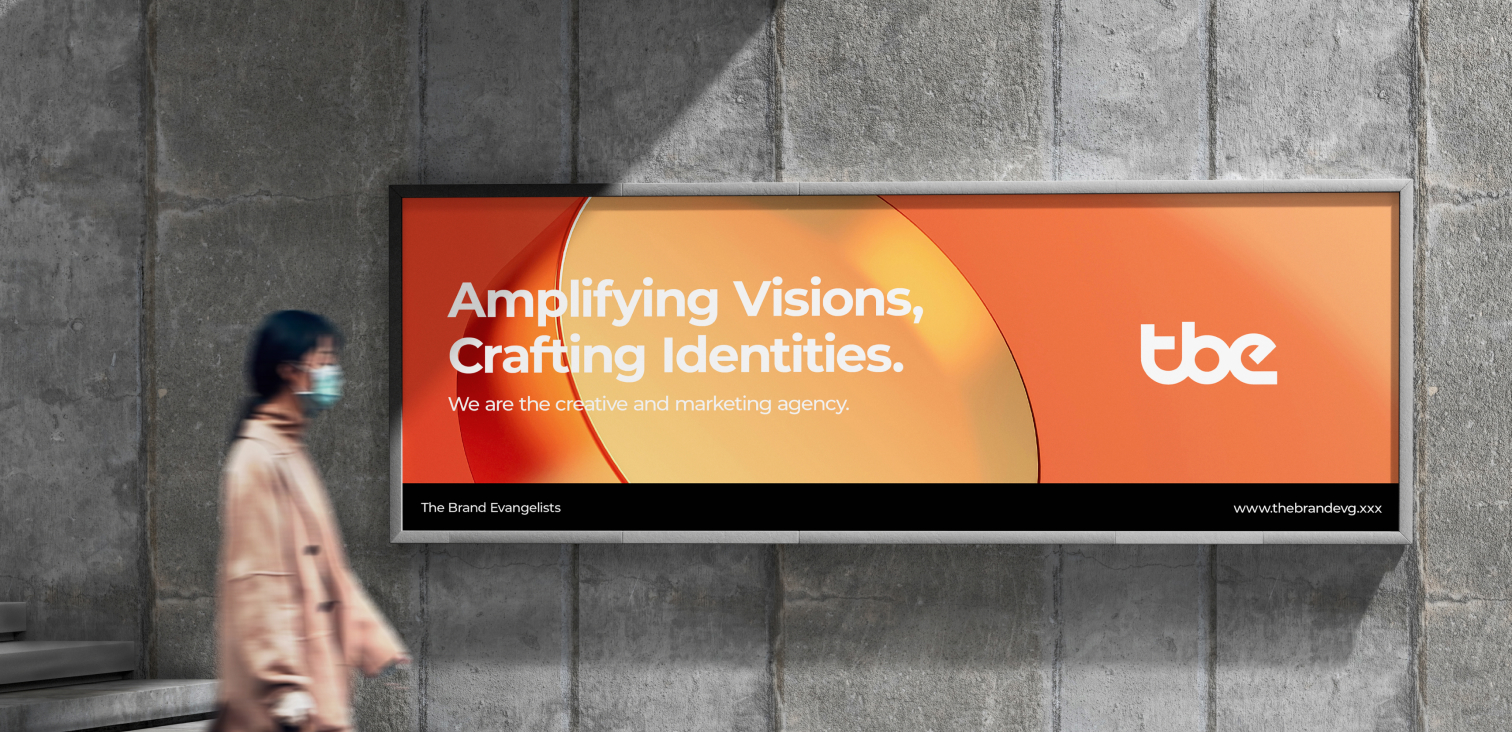 Amplifying Visions,
Crafting Identities.
We are the creative and marketing agency.
tbe
The Brand Evangelists
www.thebrandevg.xxx